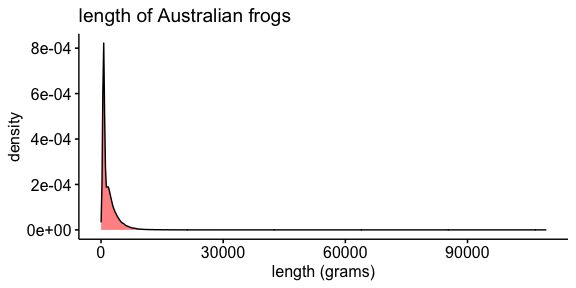 length of Australian frogs
density
8e-04
6e-04
4e-04
2e-04
0e+00
0 30000 60000 90000
length (grams)